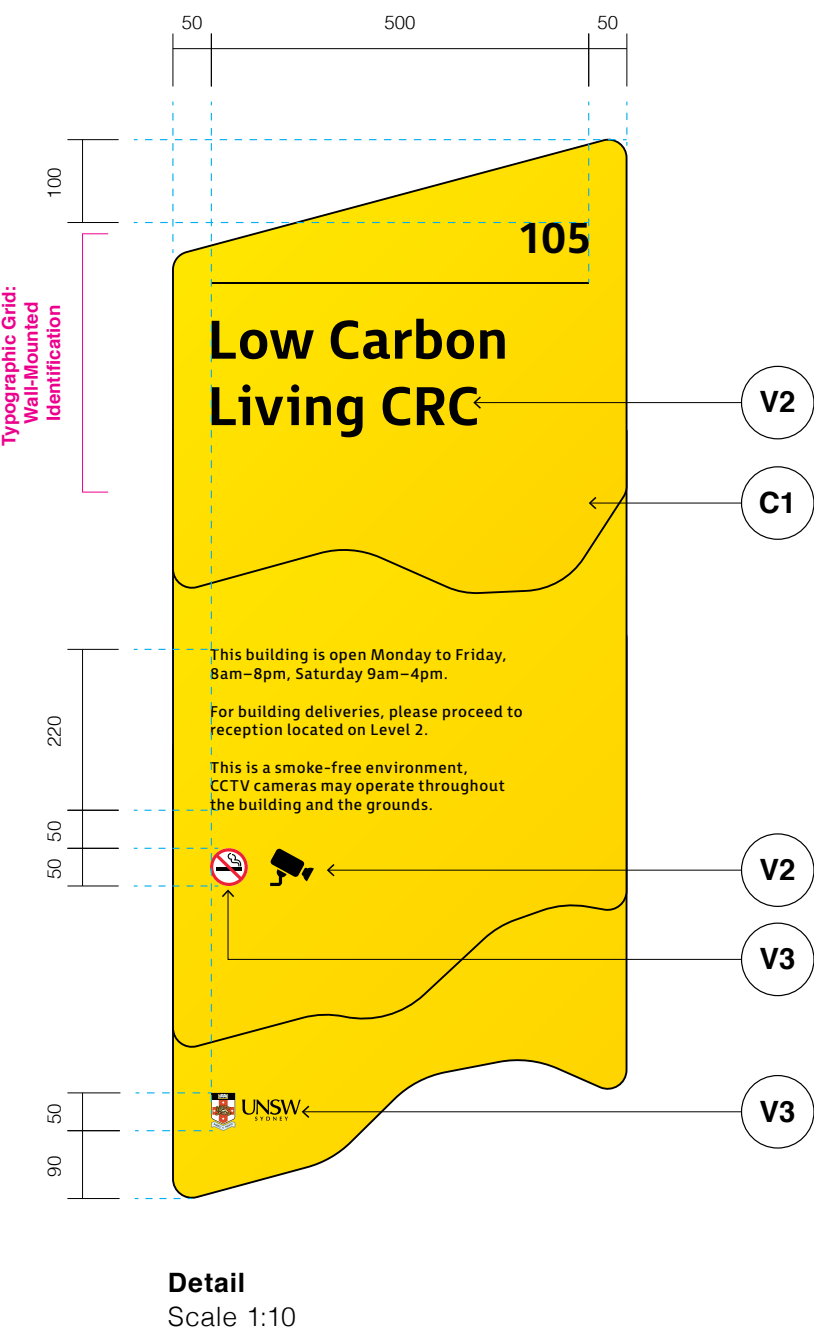 50
500
50
100
Typographic Grid:
Wall-Mounted
Identification
105
Low Carbon
Living CRC
V2
C1
220
This building is open Monday to Friday,
8am–8pm, Saturday 9am–4pm.
For building deliveries, please proceed to
reception located on Level 2.
This is a smoke-free environment,
CCTV cameras may operate throughout
the building and the grounds.
50
50
V2
V3
50
UNSW
SYDNEY
V3
90
Detail
Scale 1:10